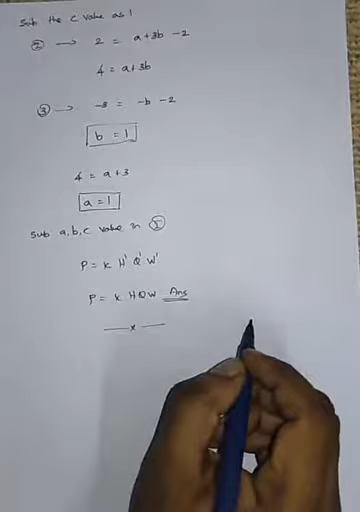 Sub the c value as 1
② → 2 = a+3b -2
4 = a+3b
③ → -3 = -b -2
b = 1
4 = a+3
a = 1
Sub a,b,c value in ①
P = K H¹ Q¹ W¹
P = K HQW Ans
—x—